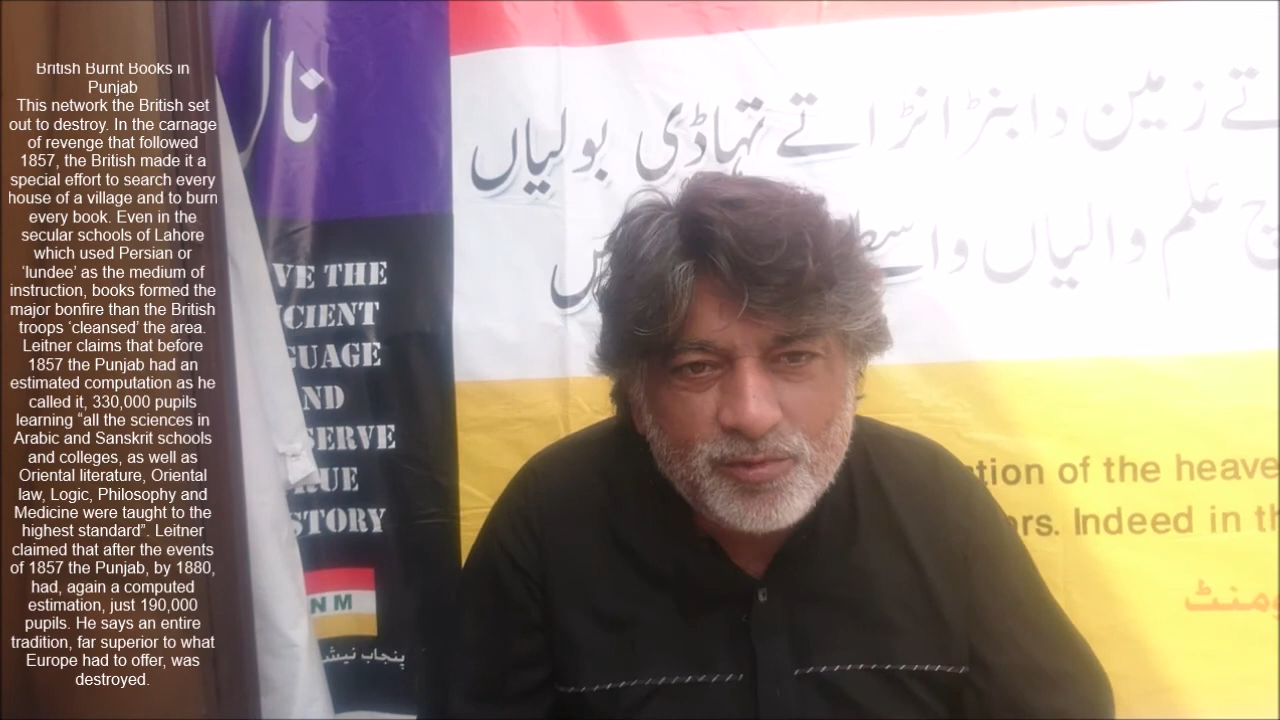 British Burnt Books in
Punjab
This network the British set
out to destroy. In the carnage
of revenge that followed
1857, the British made it a
special effort to search every
house of a village and to burn
every book. Even in the
secular schools of Lahore
which used Persian or
‘lundee’ as the medium of
instruction, books formed the
major bonfire than the British
troops ‘cleansed’ the area.
Leitner claims that before
1857 the Punjab had an
estimated computation as he
called it, 330,000 pupils
learning “all the sciences in
Arabic and Sanskrit schools
and colleges, as well as
Oriental literature, Oriental
law, Logic, Philosophy and
Medicine were taught to the
highest standard”. Leitner
claimed that after the events
of 1857 the Punjab, by 1880,
had, again a computed
estimation, just 190,000
pupils. He says an entire
tradition, far superior to what
Europe had to offer, was
destroyed.
نال
VE THE
CIENT
GUAGE
ND
SERVE
RUE
STORY
N M
پنجاب نیش
تے زمین دا بنڑانڑا تے تہاڈی بولیاں
چ علم والیاں واسطے
tion of the heave
ors. Indeed in th
ومنٹ